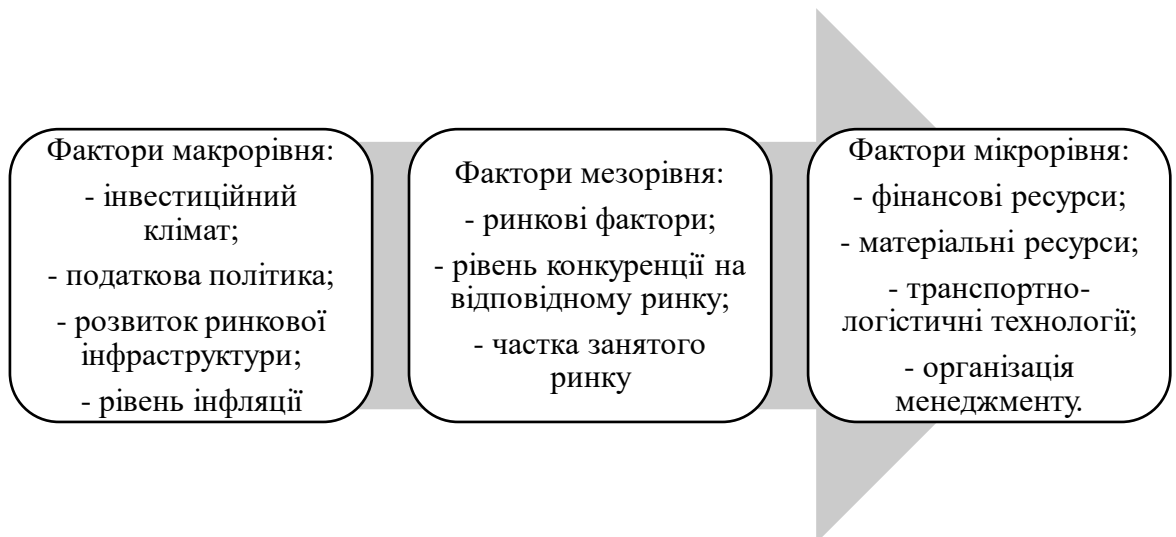 Фактори макрорівня:
- інвестиційний
клімат;
- податкова політика;
- розвиток ринкової
інфраструктури;
- рівень інфляції
Фактори мезорівня:
- ринкові фактори;
- рівень конкуренції на
відповідному ринку;
- частка занятого
ринку
Фактори мікрорівня:
- фінансові ресурси;
- матеріальні ресурси;
- транспортно-
логістичні технології;
- організація
менеджменту.